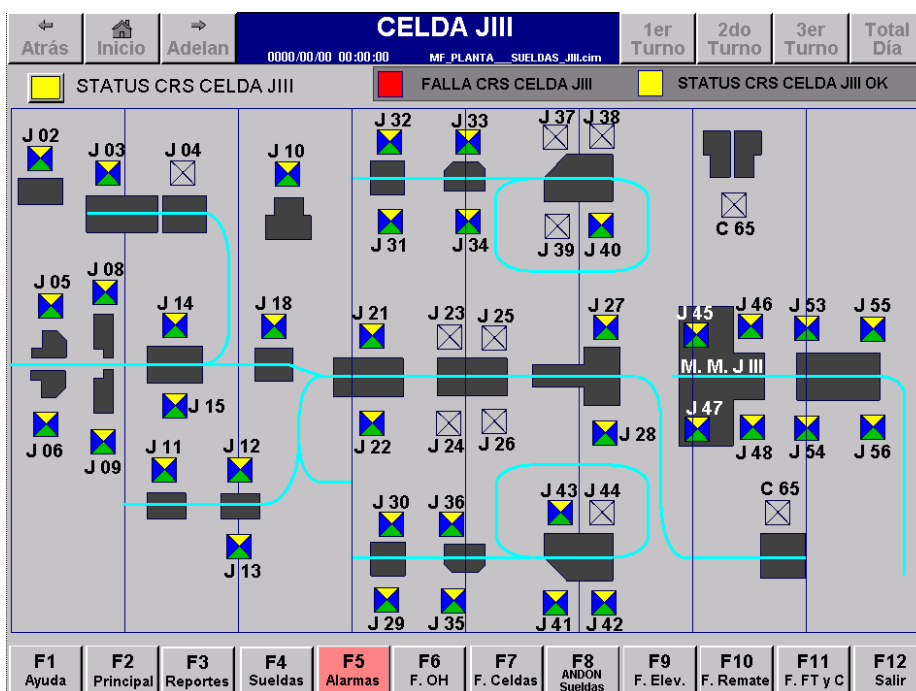 Atrás
Inicio
Adelan
CELDA JIII
0000/00/00 00:00:00 MF_PLANTA___SUELDAS_JIII.cim
1er Turno
2do Turno
3er Turno
Total Día
STATUS CRS CELDA JIII
FALLA CRS CELDA JIII
STATUS CRS CELDA JIII OK
J 02
J 03
J 04
J 10
J 32
J 33
J 37
J 38
C 65
J 31
J 34
J 39
J 40
J 05
J 08
J 14
J 18
J 21
J 23
J 25
J 27
J 45
J 46
J 53
J 55
M. M. J III
J 06
J 09
J 15
J 11
J 12
J 22
J 24
J 26
J 28
J 47
J 48
J 54
J 56
J 13
J 30
J 36
J 43
J 44
C 65
J 29
J 35
J 41
J 42
F1 Ayuda
F2 Principal
F3 Reportes
F4 Sueldas
F5 Alarmas
F6 F. OH
F7 F. Celdas
F8 ANDON Sueldas
F9 F. Elev.
F10 F. Remate
F11 F. FT y C
F12 Salir